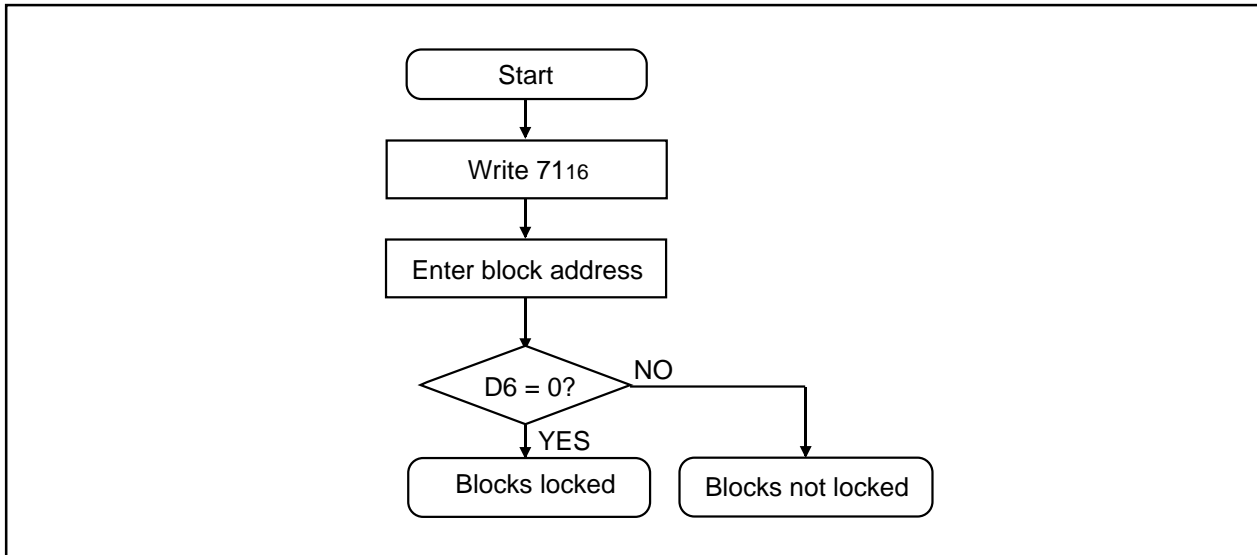 Start
Write 7116
Enter block address
D6 = 0?
NO
YES
Blocks locked
Blocks not locked